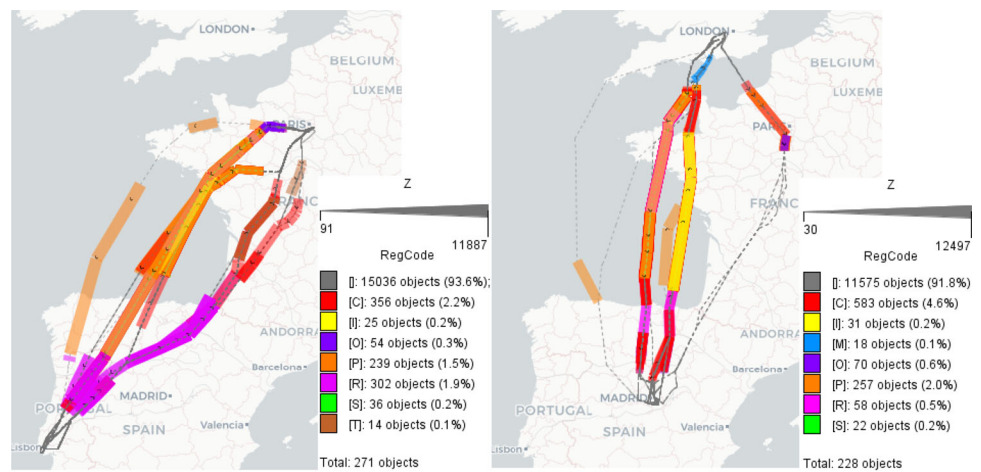 LONDON
BELGIUM
LUXEME
PARIS
FRANC
ANDORRA
Barcelona
PORTUGAL
MADRID
SPAIN
Valencia
Lisbon
Z
91
11887
RegCode
[]: 15036 objects (93.6%);
[C]: 356 objects (2.2%)
[I]: 25 objects (0.2%)
[O]: 54 objects (0.3%)
[P]: 239 objects (1.5%)
[R]: 302 objects (1.9%)
[S]: 36 objects (0.2%)
[T]: 14 objects (0.1%)
Total: 271 objects
LONDON
BELGIUM
LUXEME
PARIS
FRANC
ANDORRA
Barcelona
PORTUGAL
MADRID
SPAIN
Valencia
Lisbon
Z
30
12497
RegCode
[]: 11575 objects (91.8%)
[C]: 583 objects (4.6%)
[I]: 31 objects (0.2%)
[M]: 18 objects (0.1%)
[O]: 70 objects (0.6%)
[P]: 257 objects (2.0%)
[R]: 58 objects (0.5%)
[S]: 22 objects (0.2%)
Total: 228 objects